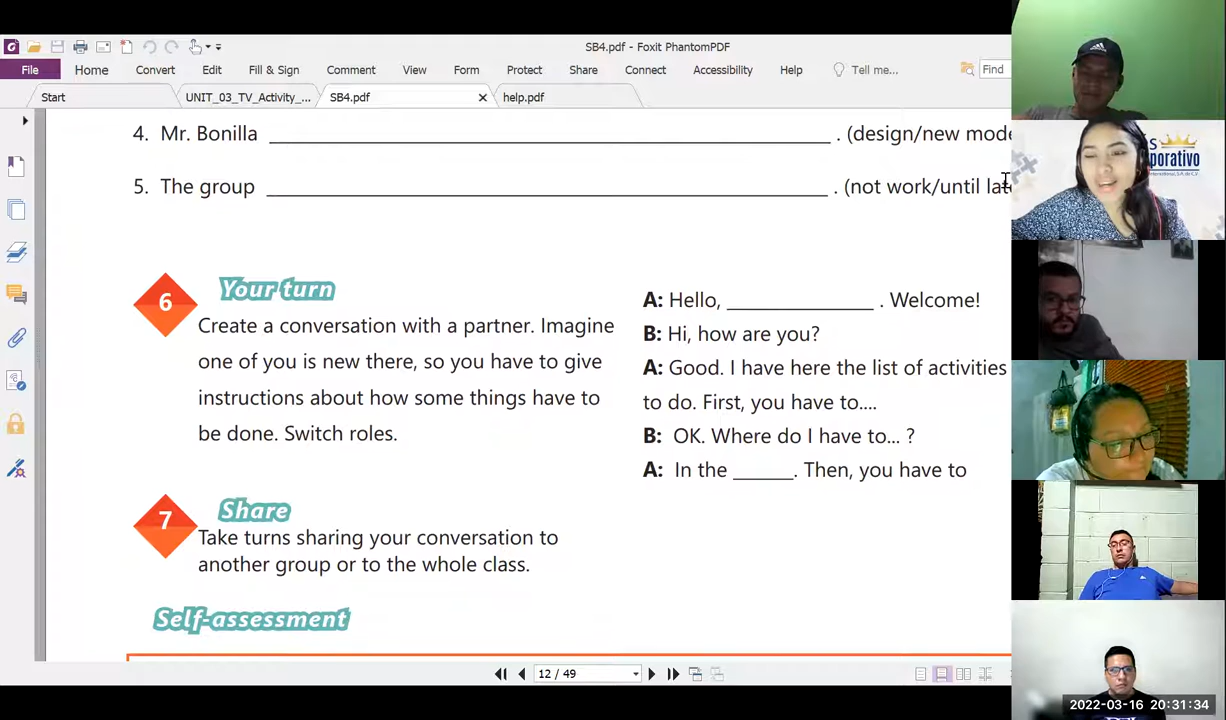 SB4.pdf - Foxit PhantomPDF
File Home Convert Edit Fill & Sign Comment View Form Protect Share Connect Accessibility Help Tell me... Find
Start UNIT_03_TV_Activity_... SB4.pdf help.pdf
4. Mr. Bonilla ____________________ . (design/new mode
5. The group ____________________ . (not work/until late
6 Your turn
Create a conversation with a partner. Imagine
one of you is new there, so you have to give
instructions about how some things have to
be done. Switch roles.
A: Hello, _____________ . Welcome!
B: Hi, how are you?
A: Good. I have here the list of activities
to do. First, you have to....
B: OK. Where do I have to... ?
A: In the ______. Then, you have to
7 Share
Take turns sharing your conversation to
another group or to the whole class.
Self-assessment
12 / 49
s
porativo
2022-03-16 20:31:34